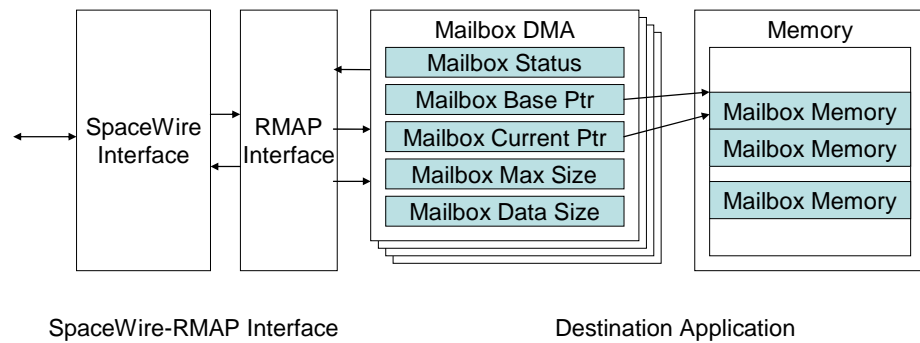 Mailbox DMA
Memory
Mailbox Status
Mailbox Base Ptr
Mailbox Current Ptr
Mailbox Max Size
Mailbox Data Size
SpaceWire
Interface
RMAP
Interface
Mailbox Memory
Mailbox Memory
Mailbox Memory
SpaceWire-RMAP Interface
Destination Application